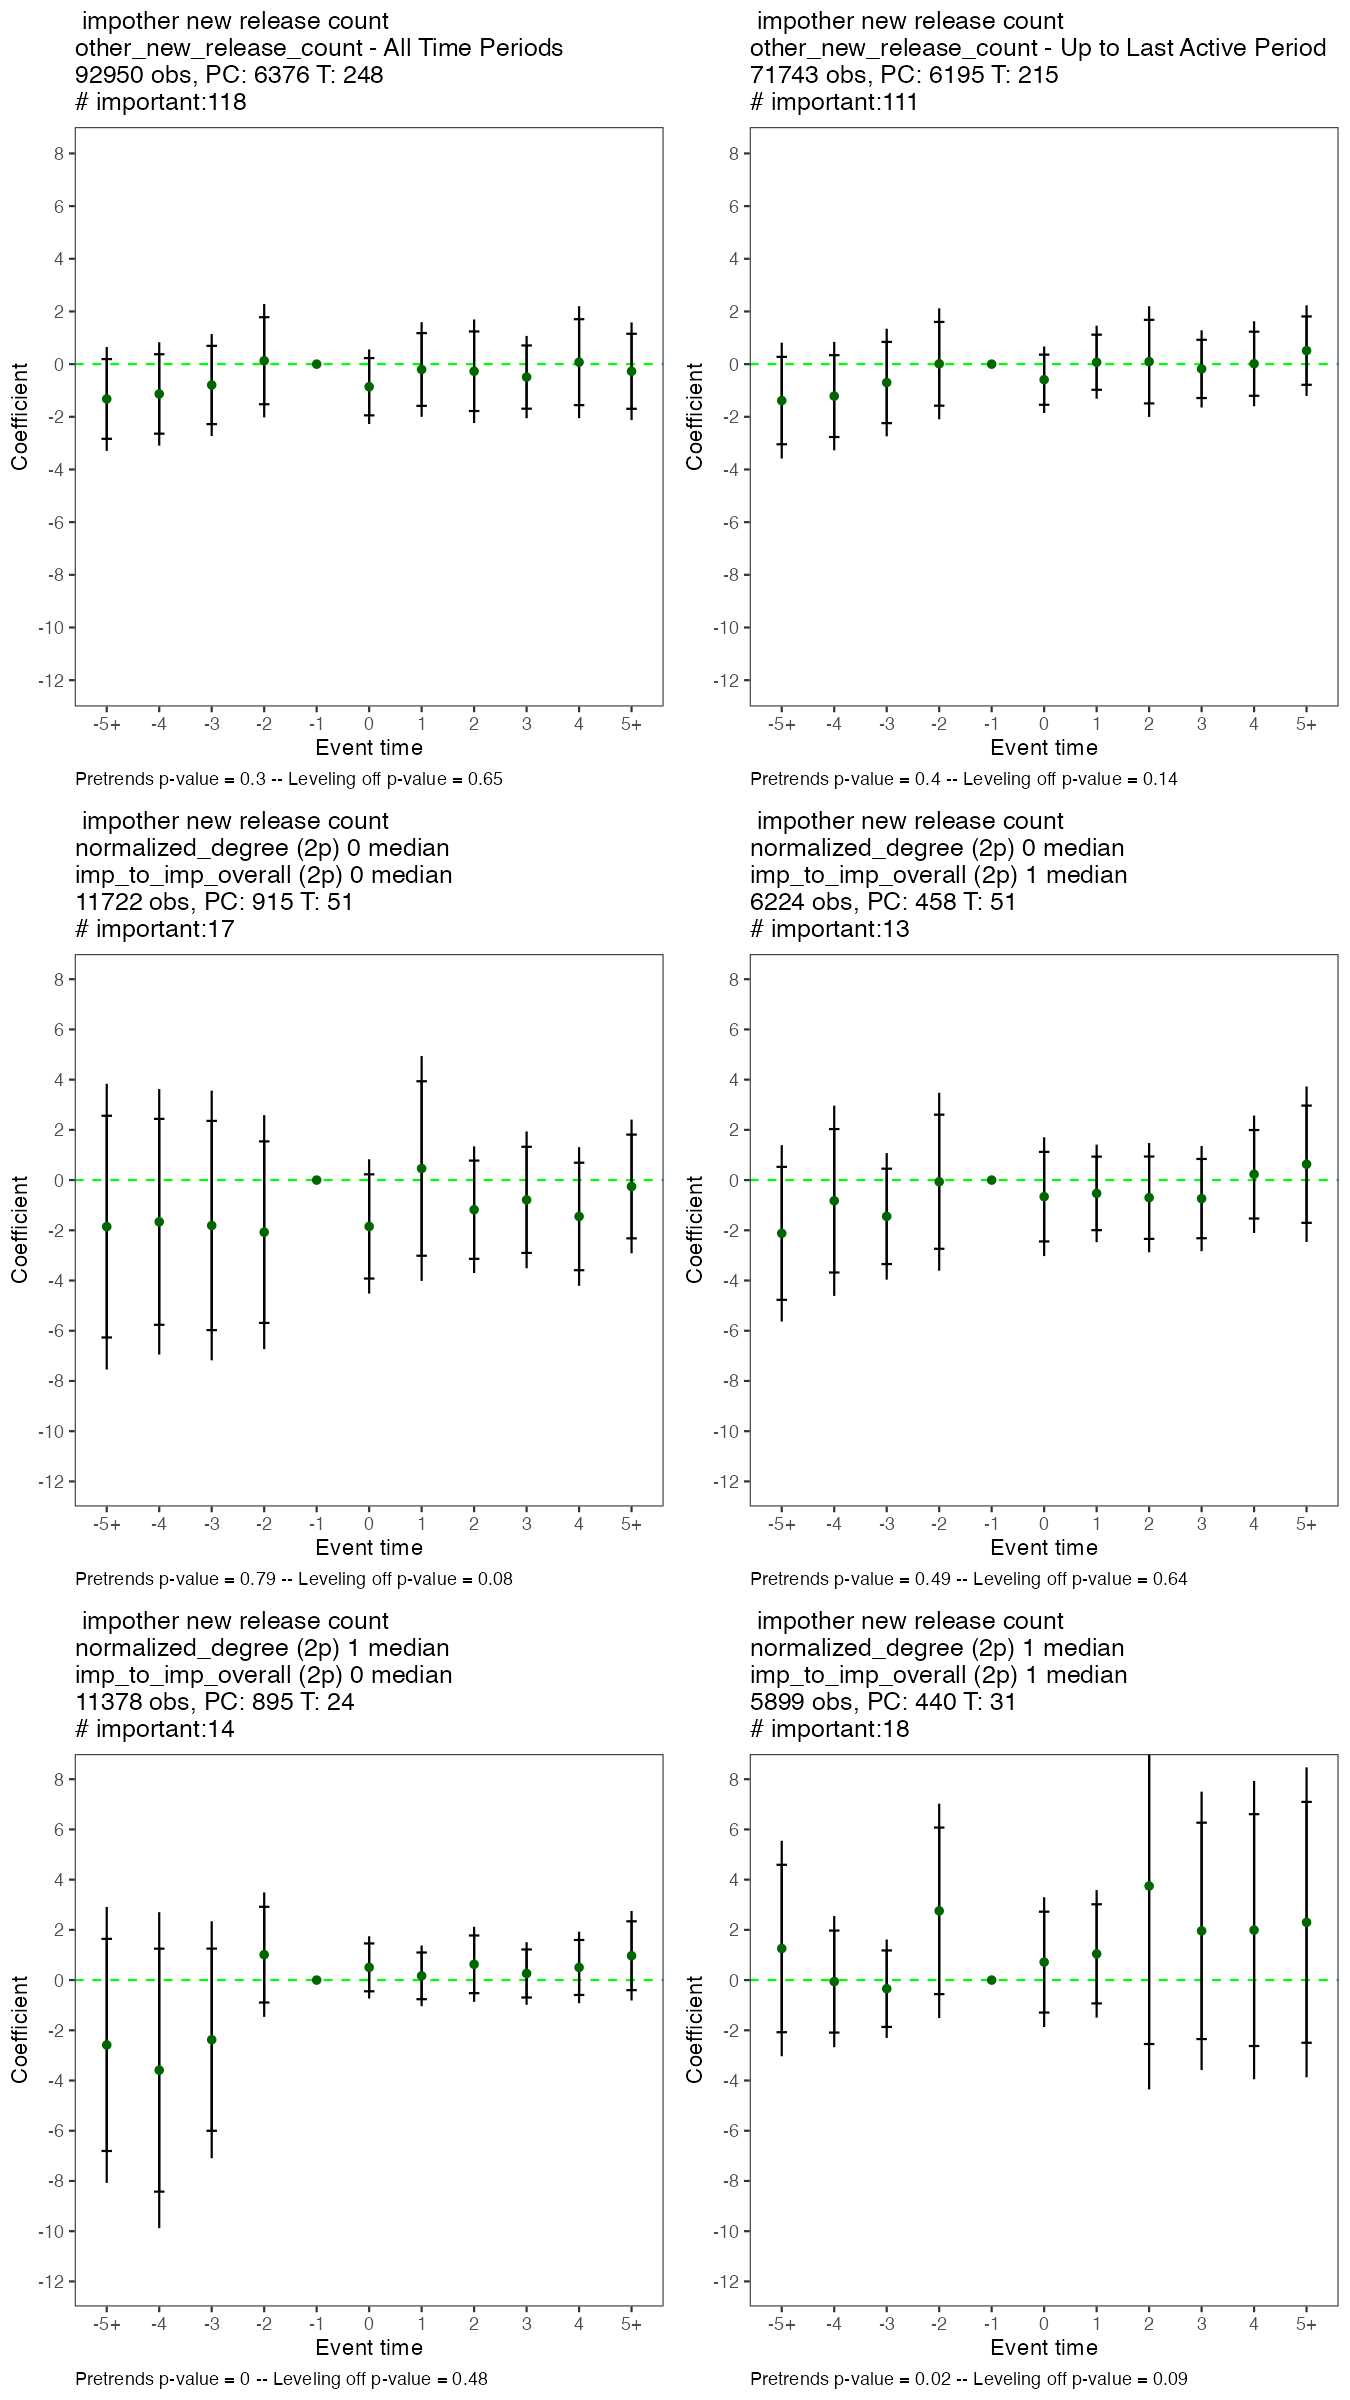 impother new release count
other_new_release_count - All Time Periods
92950 obs, PC: 6376 T: 248
# important:118
8
6
4
2
0
-2
-4
-6
-8
-10
-12
Coefficient
-5+ -4 -3 -2 -1 0 1 2 3 4 5+
Event time
Pretrends p-value = 0.3 -- Leveling off p-value = 0.65
impother new release count
other_new_release_count - Up to Last Active Period
71743 obs, PC: 6195 T: 215
# important:111
8
6
4
2
0
-2
-4
-6
-8
-10
-12
Coefficient
-5+ -4 -3 -2 -1 0 1 2 3 4 5+
Event time
Pretrends p-value = 0.4 -- Leveling off p-value = 0.14
impother new release count
normalized_degree (2p) 0 median
imp_to_imp_overall (2p) 0 median
11722 obs, PC: 915 T: 51
# important:17
8
6
4
2
0
-2
-4
-6
-8
-10
-12
Coefficient
-5+ -4 -3 -2 -1 0 1 2 3 4 5+
Event time
Pretrends p-value = 0.79 -- Leveling off p-value = 0.08
impother new release count
normalized_degree (2p) 0 median
imp_to_imp_overall (2p) 1 median
6224 obs, PC: 458 T: 51
# important:13
8
6
4
2
0
-2
-4
-6
-8
-10
-12
Coefficient
-5+ -4 -3 -2 -1 0 1 2 3 4 5+
Event time
Pretrends p-value = 0.49 -- Leveling off p-value = 0.64
impother new release count
normalized_degree (2p) 1 median
imp_to_imp_overall (2p) 0 median
11378 obs, PC: 895 T: 24
# important:14
8
6
4
2
0
-2
-4
-6
-8
-10
-12
Coefficient
-5+ -4 -3 -2 -1 0 1 2 3 4 5+
Event time
Pretrends p-value = 0 -- Leveling off p-value = 0.48
impother new release count
normalized_degree (2p) 1 median
imp_to_imp_overall (2p) 1 median
5899 obs, PC: 440 T: 31
# important:18
8
6
4
2
0
-2
-4
-6
-8
-10
-12
Coefficient
-5+ -4 -3 -2 -1 0 1 2 3 4 5+
Event time
Pretrends p-value = 0.02 -- Leveling off p-value = 0.09